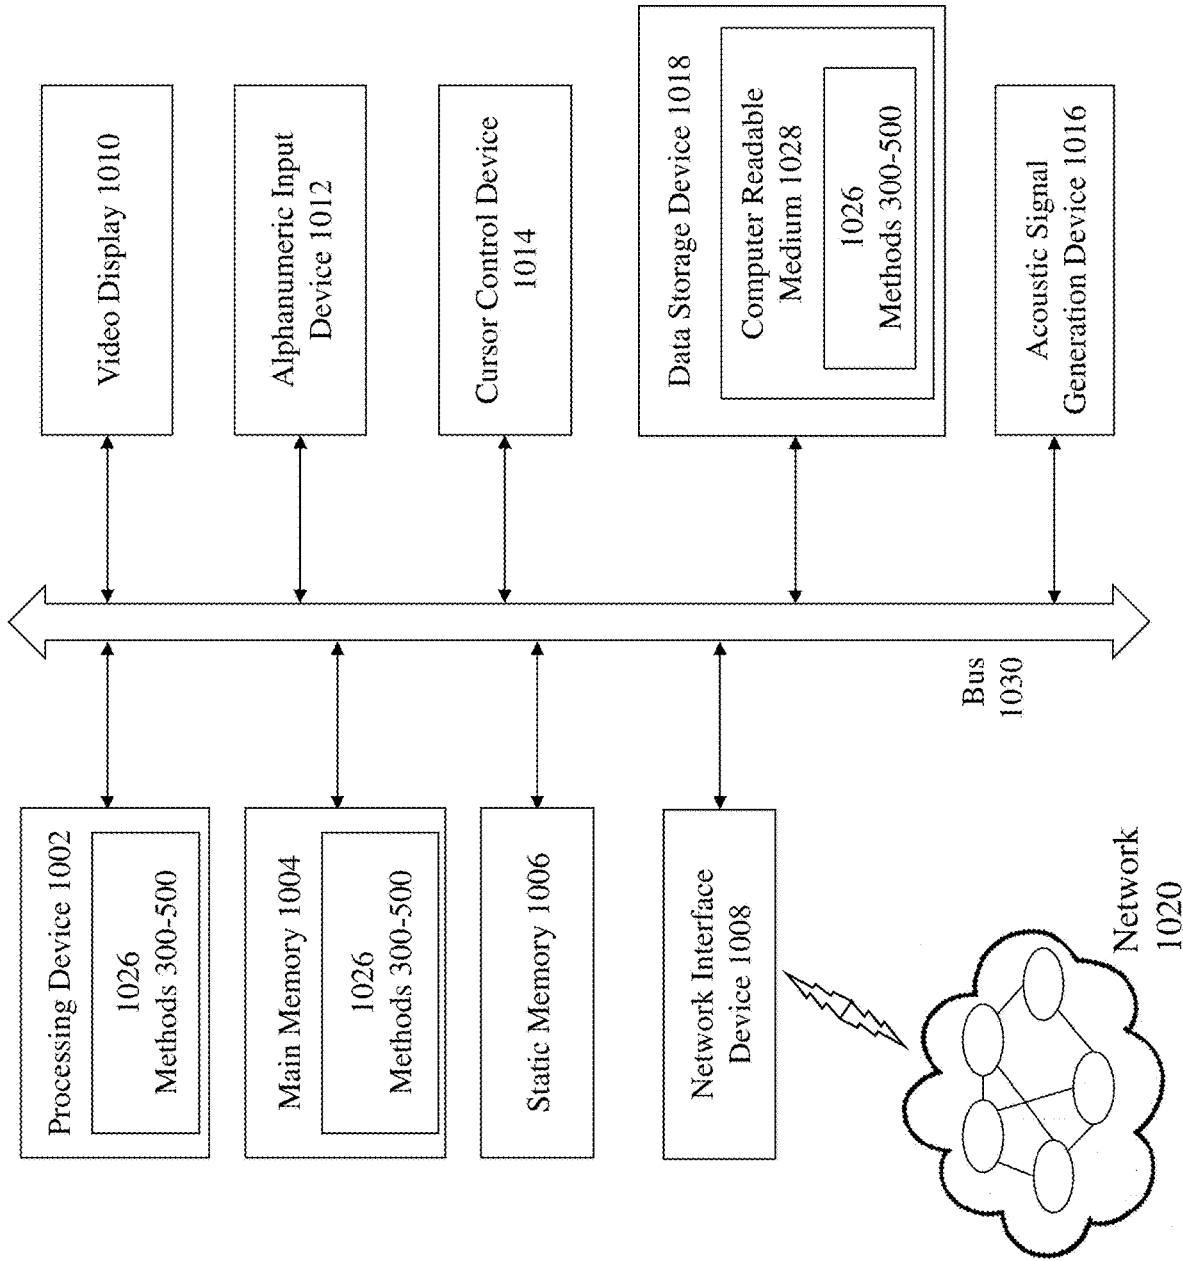 Processing Device 1002
1026
Methods 300-500
Main Memory 1004
1026
Methods 300-500
Static Memory 1006
Network Interface
Device 1008
Network
1020
Bus
1030
Video Display 1010
Alphanumeric Input
Device 1012
Cursor Control Device
1014
Data Storage Device 1018
Computer Readable
Medium 1028
1026
Methods 300-500
Acoustic Signal
Generation Device 1016